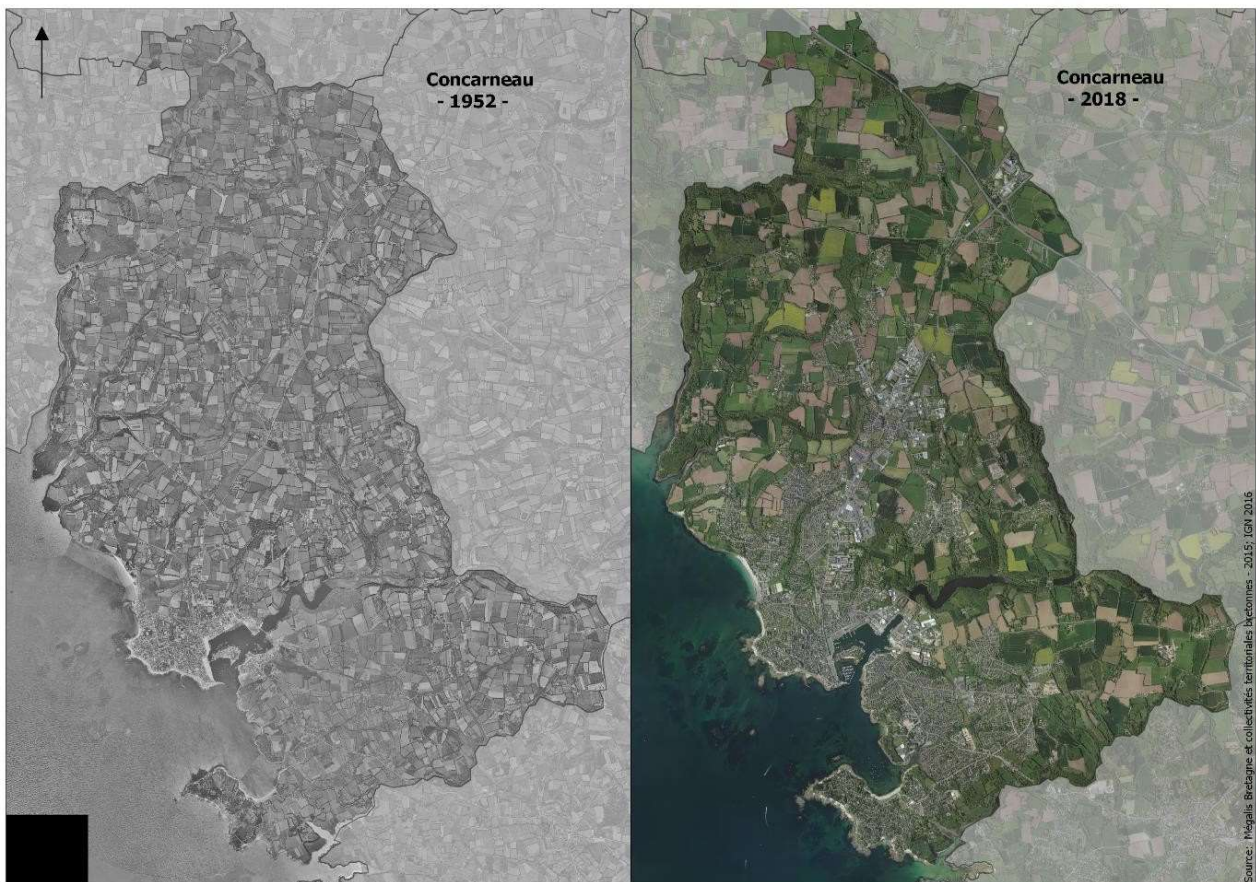 Concarneau
- 1952 -
Concarneau
- 2018 -
Source: Mégalis Bretagne et collectivités territoriales bretonnes - 2015; IGN 2016